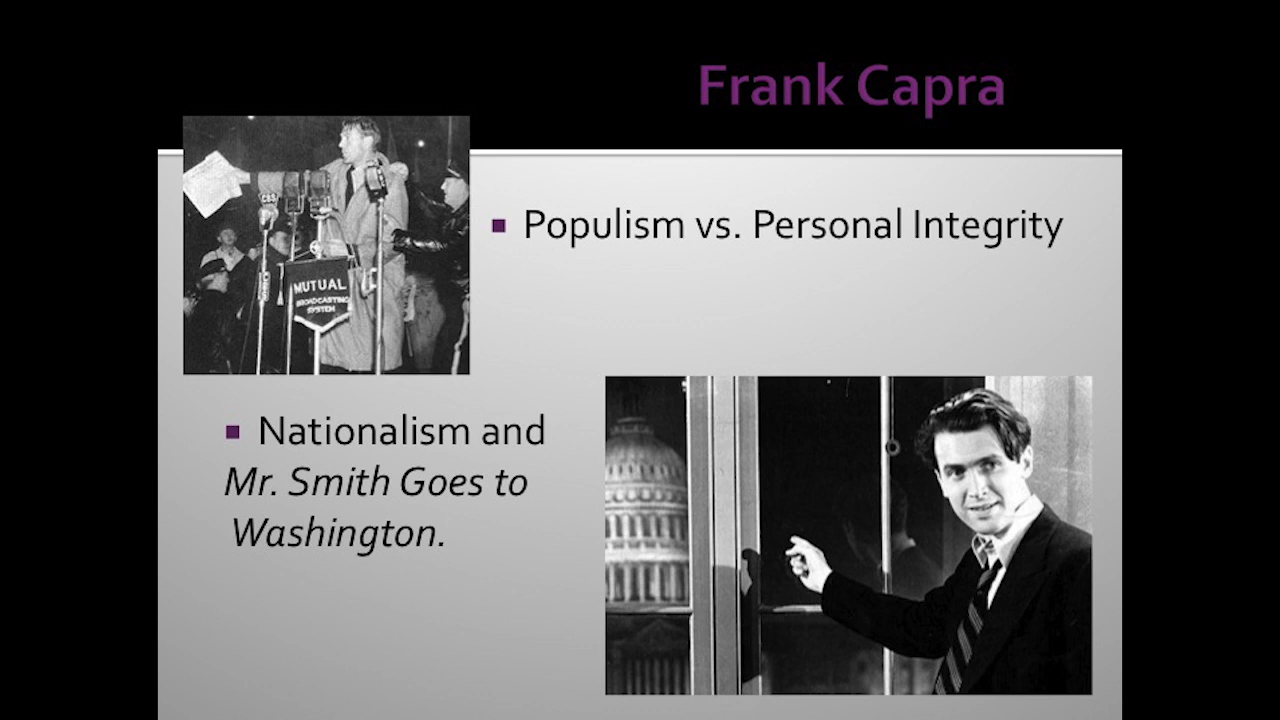 Frank Capra
CBS
MUTUAL
BROADCASTING
SYSTEM
■ Populism vs. Personal Integrity
■ Nationalism and
Mr. Smith Goes to
Washington.